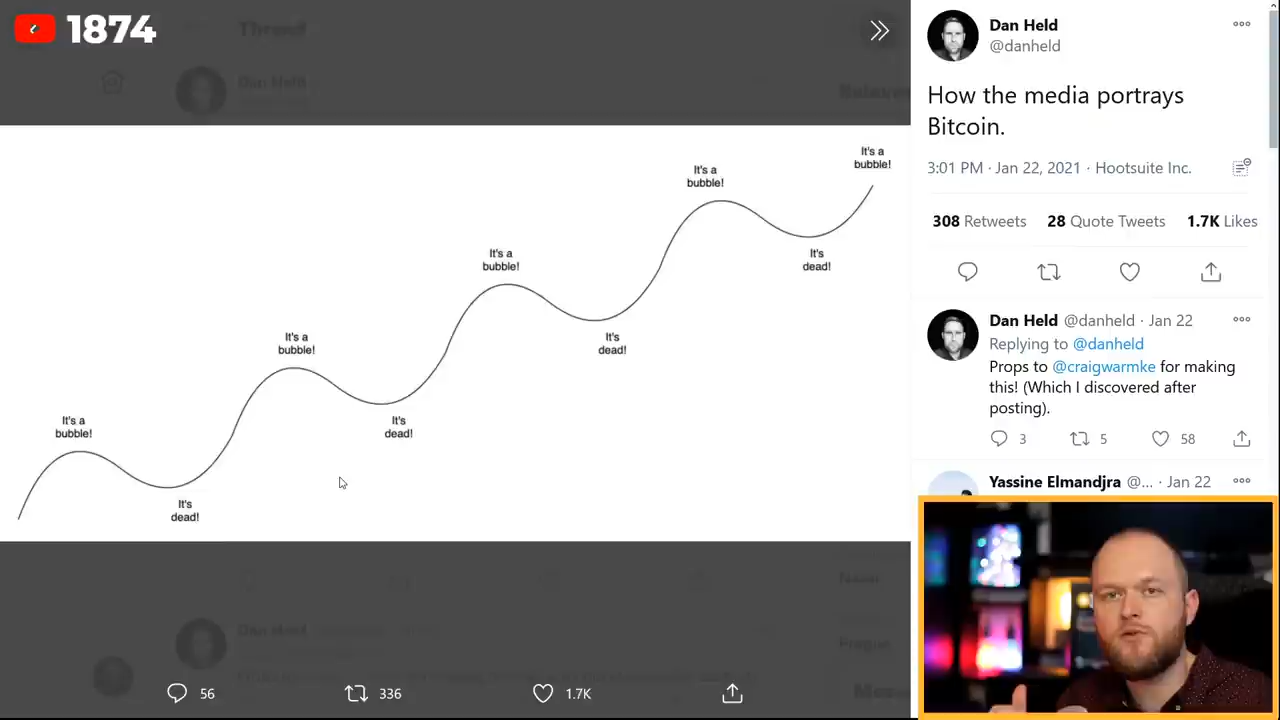 1874
Thread
Dan Held
It's a
bubble!
It's
dead!
It's a
bubble!
It's
dead!
It's a
bubble!
It's
dead!
It's a
bubble!
It's
dead!
It's a
bubble!
56
336
1.7K
Dan Held
@danheld
How the media portrays
Bitcoin.
3:01 PM · Jan 22, 2021 · Hootsuite Inc.
308 Retweets 28 Quote Tweets 1.7K Likes
Dan Held @danheld · Jan 22
Replying to @danheld
Props to @craigwarmke for making
this! (Which I discovered after
posting).
3 5 58
Yassine Elmandjra @... · Jan 22